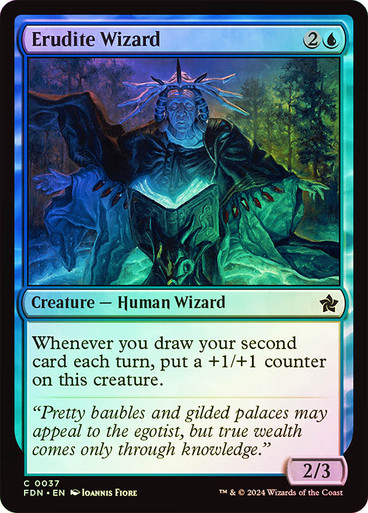 Erudite Wizard 2
Creature — Human Wizard
Whenever you draw your second
card each turn, put a +1/+1 counter
on this creature.
“Pretty baubles and gilded palaces may
appeal to the egotist, but true wealth
comes only through knowledge.”
2/3
C 0037
FDN • EN Ioannis Fiore
™ & © 2024 Wizards of the Coast